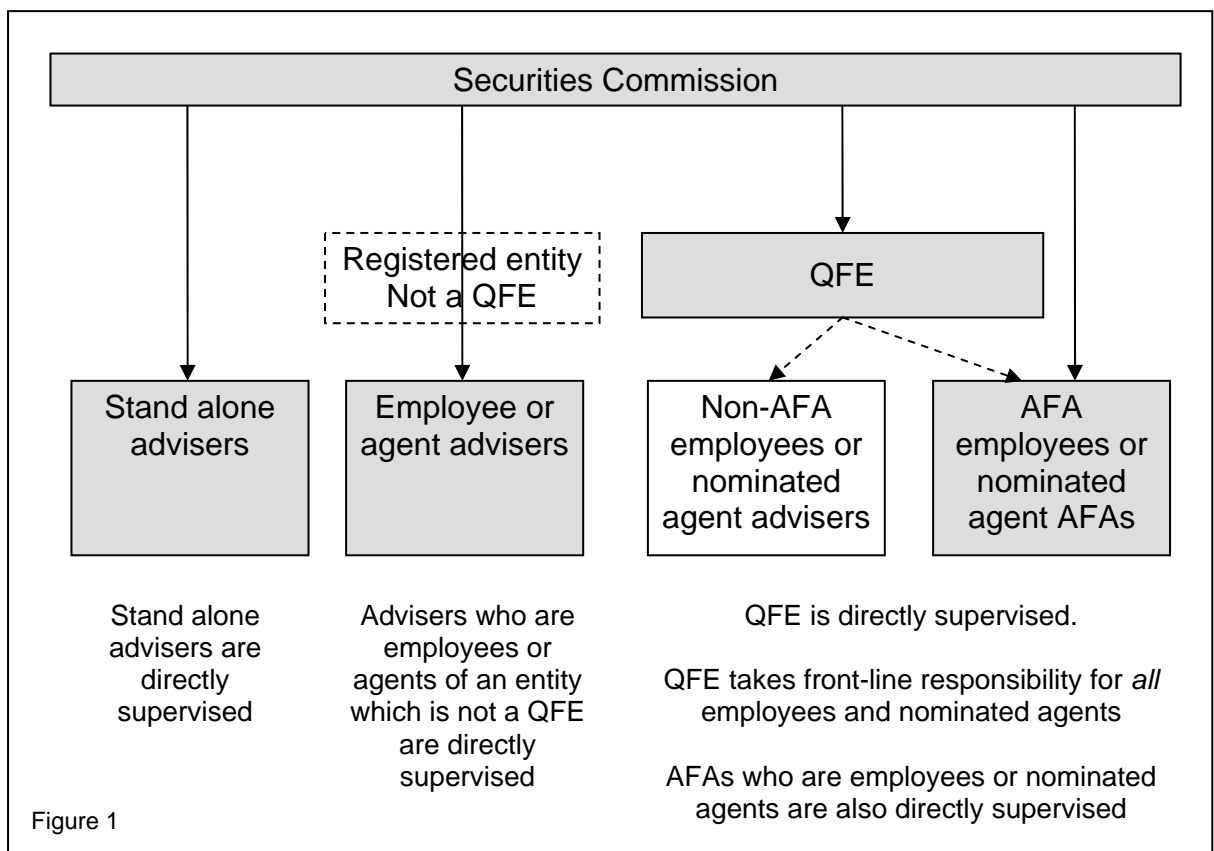 Securities Commission
Registered entity
Not a QFE
QFE
Stand alone
advisers
Employee or
agent advisers
Non-AFA
employees or
nominated
agent advisers
AFA
employees or
nominated
agent AFAs
Stand alone
advisers are
directly
supervised
Advisers who are
employees or
agents of an entity
which is not a QFE
are directly
supervised
QFE is directly supervised.
QFE takes front-line responsibility for all
employees and nominated agents
AFAs who are employees or nominated
agents are also directly supervised
Figure 1